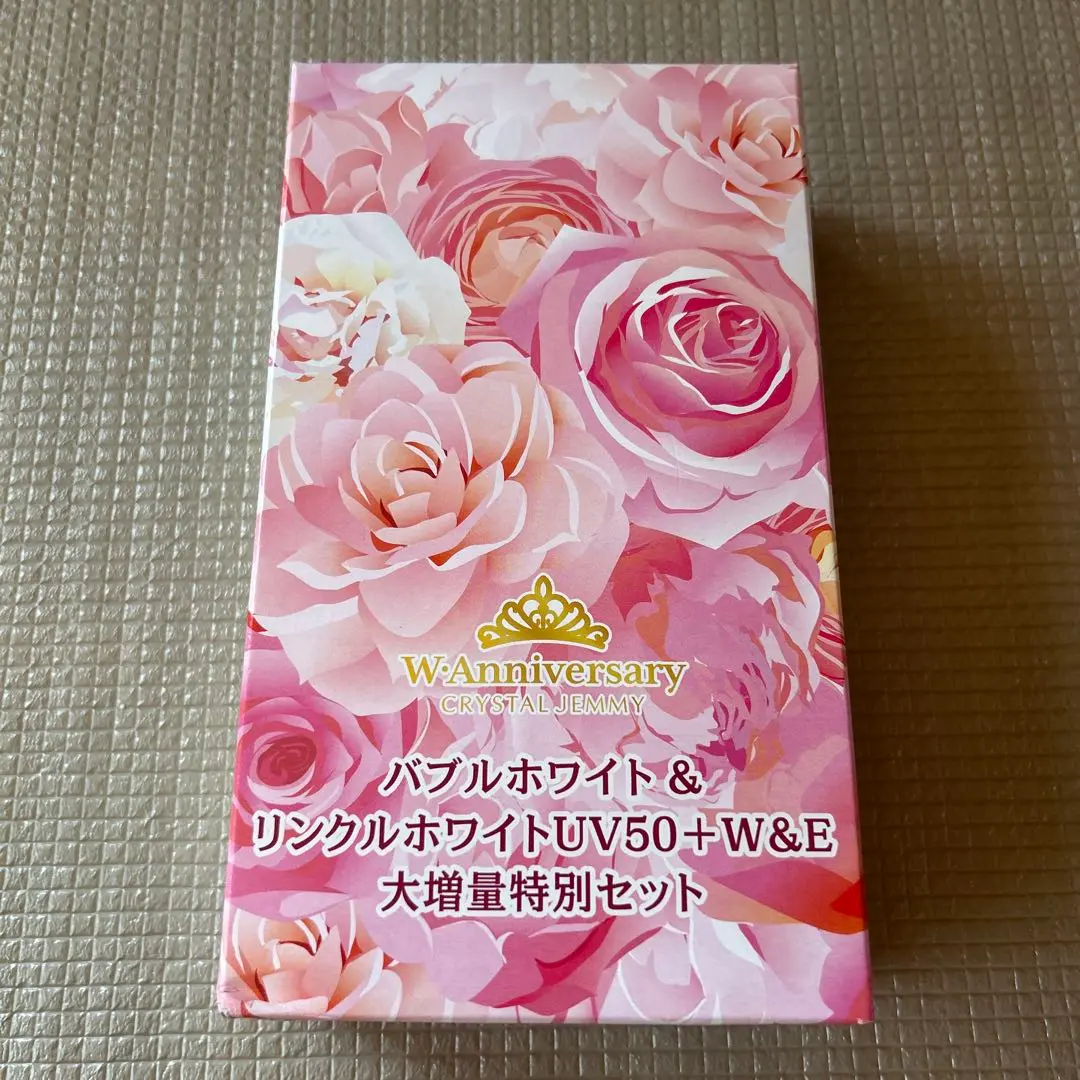 W·Anniversary
CRYSTAL JEMMY
バブルホワイト &
リンクルホワイトUV50+W&E
大増量特別セット